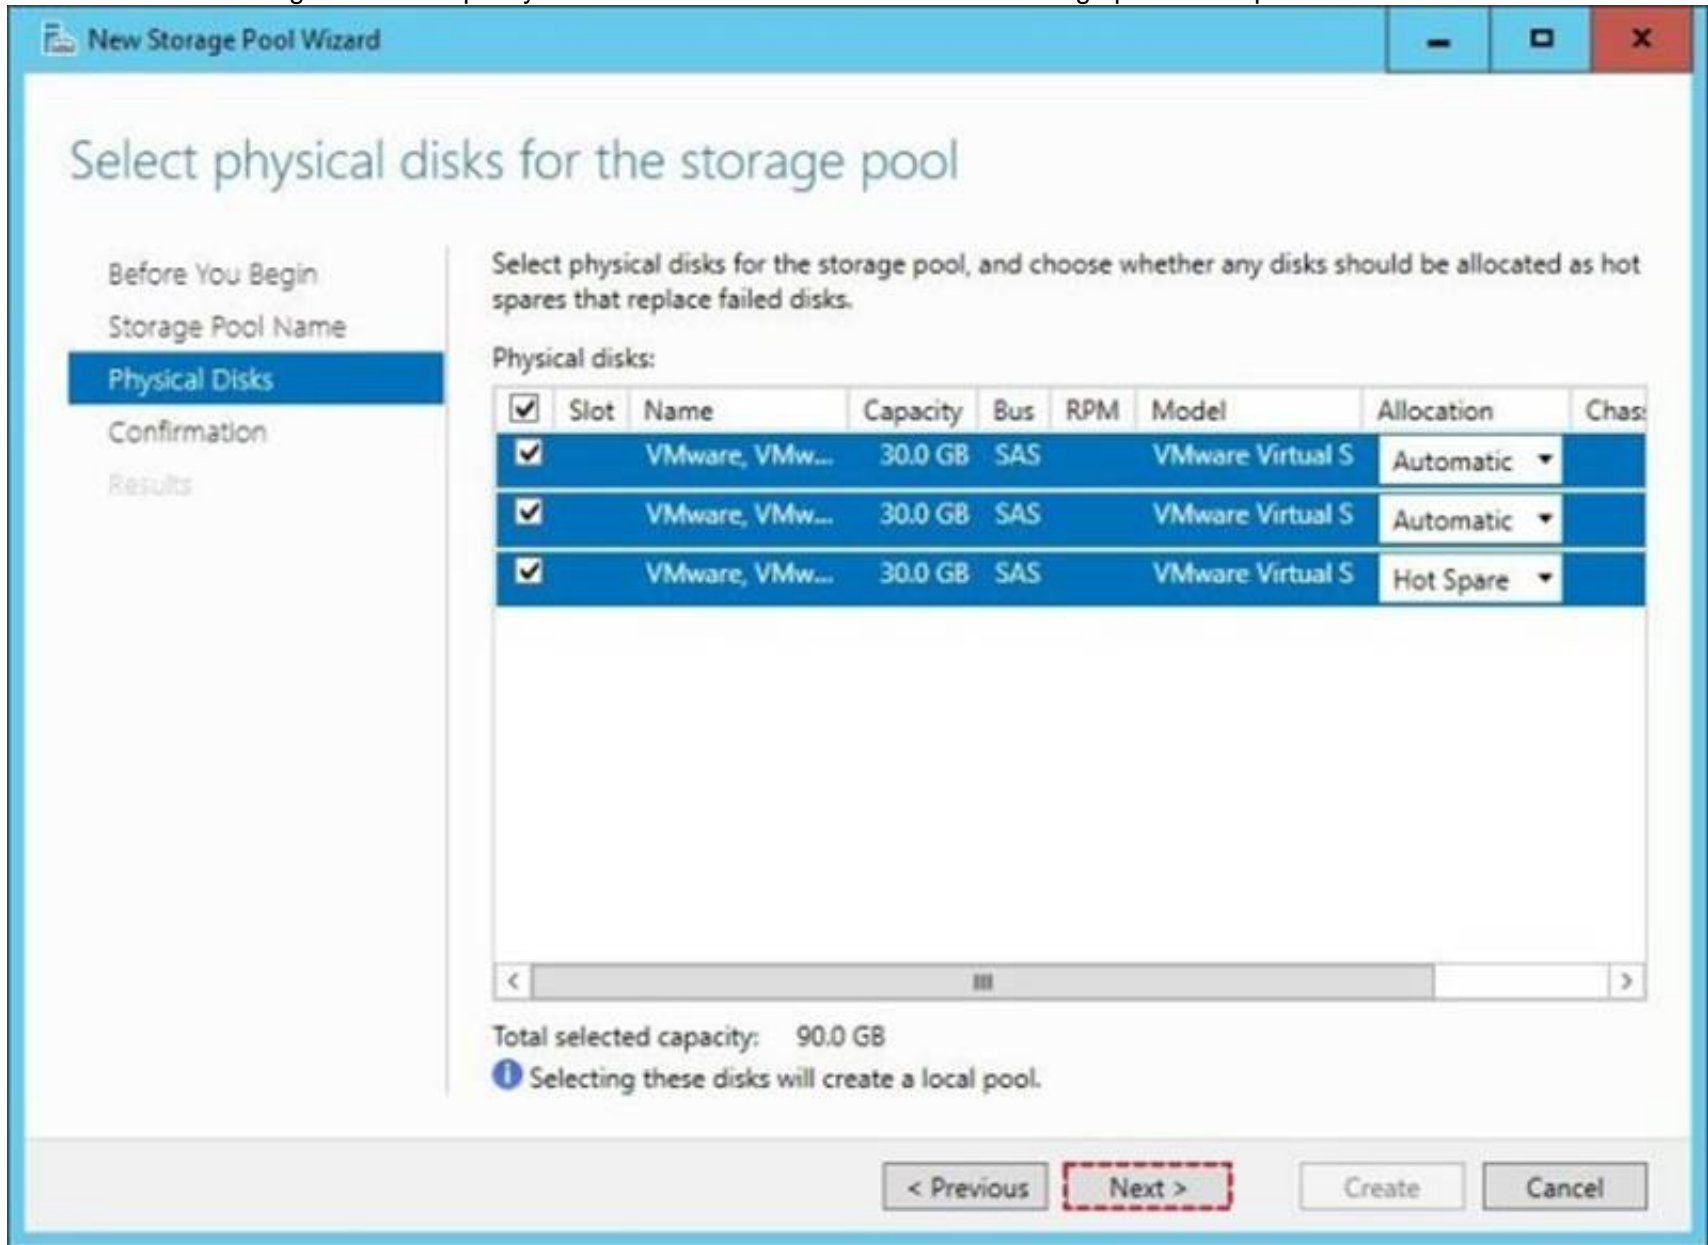 New Storage Pool Wizard
Select physical disks for the storage pool
Before You Begin
Storage Pool Name
Physical Disks
Confirmation
Results
Select physical disks for the storage pool, and choose whether any disks should be allocated as hot
spares that replace failed disks.
Physical disks:
Slot Name Capacity Bus RPM Model Allocation Chas
VMware, VMw... 30.0 GB SAS VMware Virtual S Automatic
VMware, VMw... 30.0 GB SAS VMware Virtual S Automatic
VMware, VMw... 30.0 GB SAS VMware Virtual S Hot Spare
Total selected capacity: 90.0 GB
Selecting these disks will create a local pool.
< Previous Next > Create Cancel